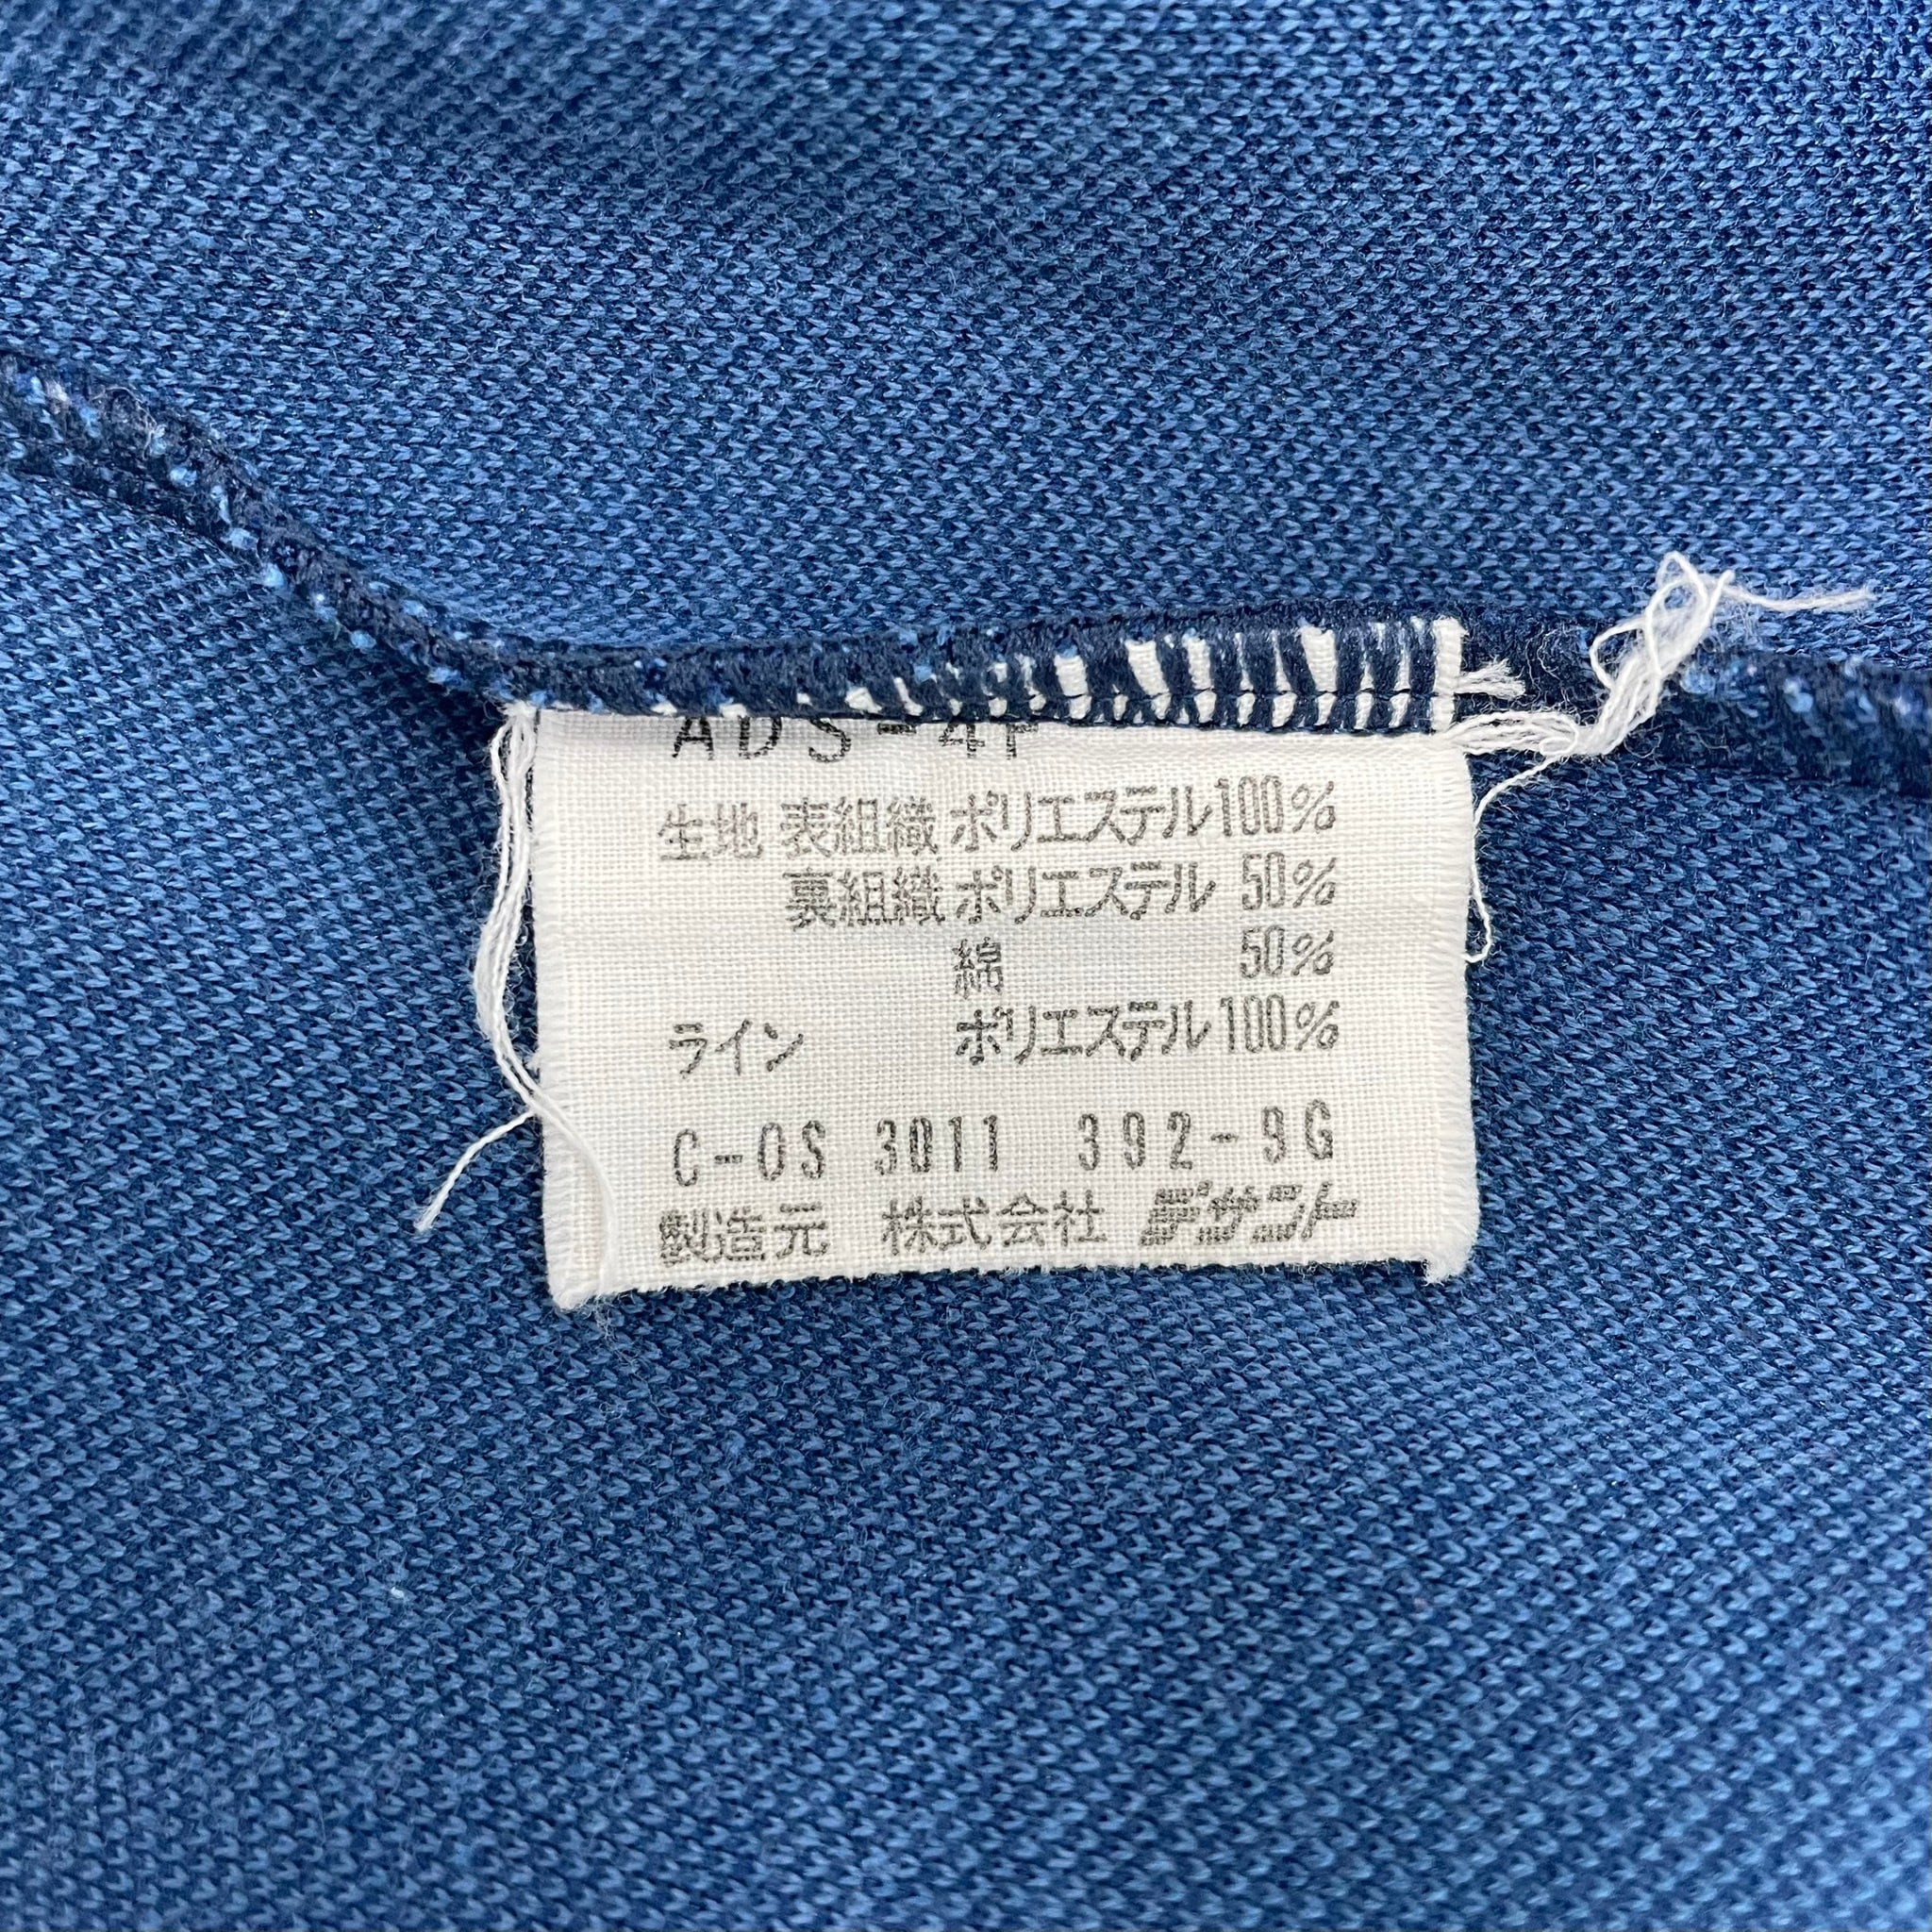 ADS-4F
生地 表組織 ポリエステル100%
裏組織 ポリエステル 50%
綿 50%
ライン ポリエステル100%
C-OS 3011 392-9G
製造元 株式会社 デサント